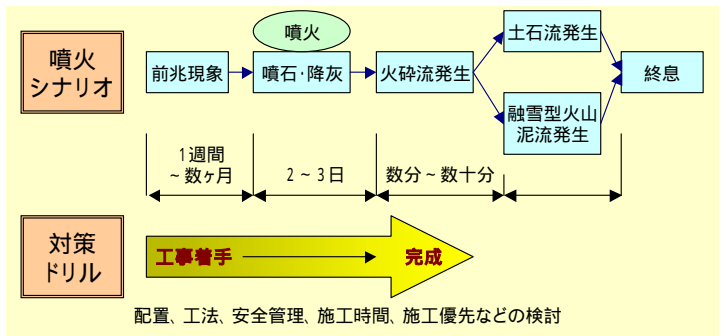 噴火
シナリオ
噴火
前兆現象
噴石・降灰
火砕流発生
土石流発生
融雪型火山
泥流発生
終息
1週間
~数ヶ月
2~3日
数分~数十分
対策
ドリル
工事着手
完成
配置、工法、安全管理、施工時間、施工優先などの検討